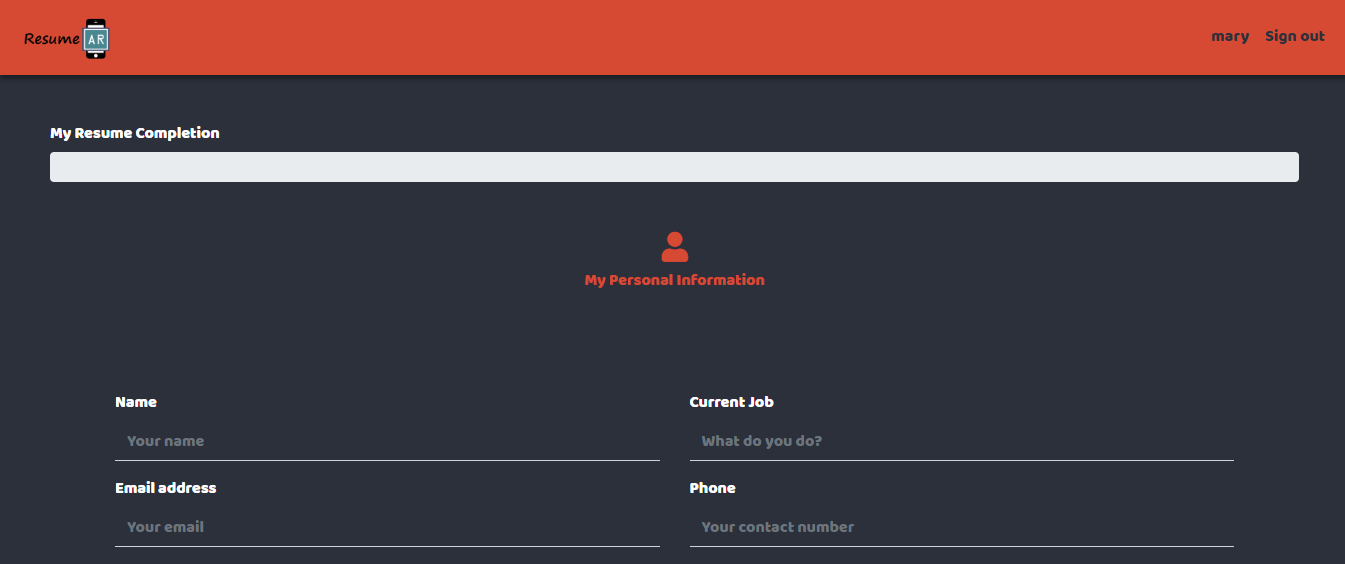 Resume AR
mary Sign out
My Resume Completion
My Personal Information
Name Current Job
Your name What do you do?
Email address Phone
Your email Your contact number